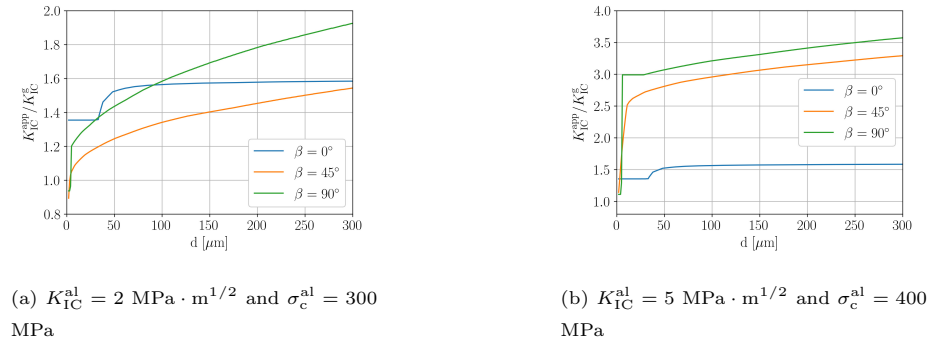 2.0
1.8
1.6
1.4
1.2
1.0
0.8
K_IC^app/K_IC^g
0 50 100 150 200 250 300
d [μm]
β = 0°
β = 45°
β = 90°
(a) K_IC^al = 2 MPa · m^1/2 and σ_c^al = 300
MPa
4.0
3.5
3.0
2.5
2.0
1.5
1.0
K_IC^app/K_IC^g
0 50 100 150 200 250 300
d [μm]
β = 0°
β = 45°
β = 90°
(b) K_IC^al = 5 MPa · m^1/2 and σ_c^al = 400
MPa